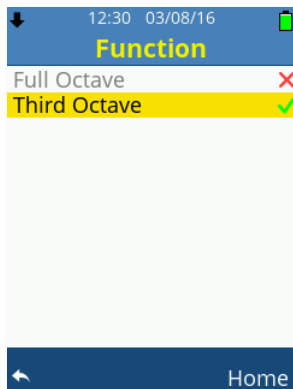 12:30 03/08/16
Function
Full Octave
Third Octave
Home